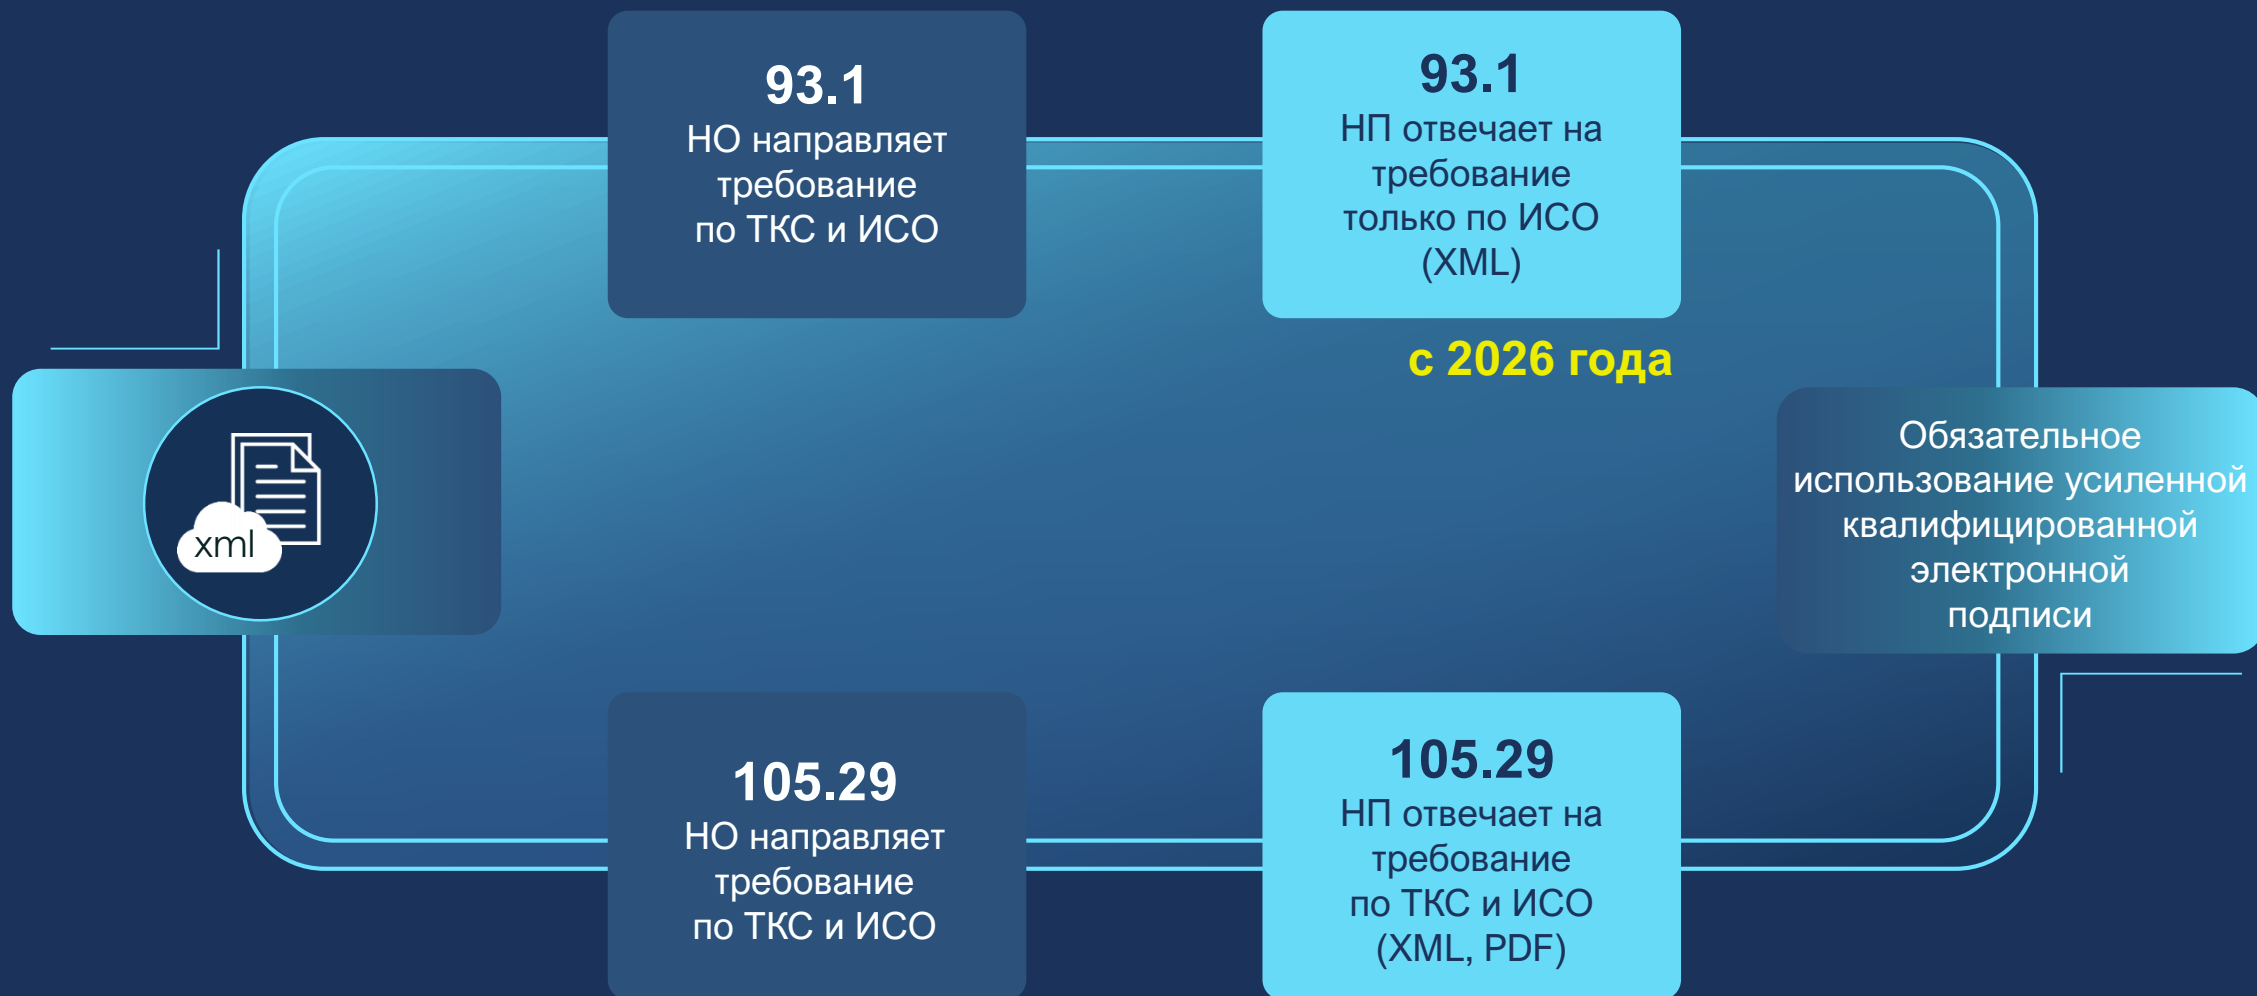 93.1
НО направляет
требование
по ТКС и ИСО
93.1
НП отвечает на
требование
только по ИСО
(XML)
с 2026 года
xml
Обязательное
использование усиленной
квалифицированной
электронной
подписи
105.29
НО направляет
требование
по ТКС и ИСО
105.29
НП отвечает на
требование
по ТКС и ИСО
(XML, PDF)